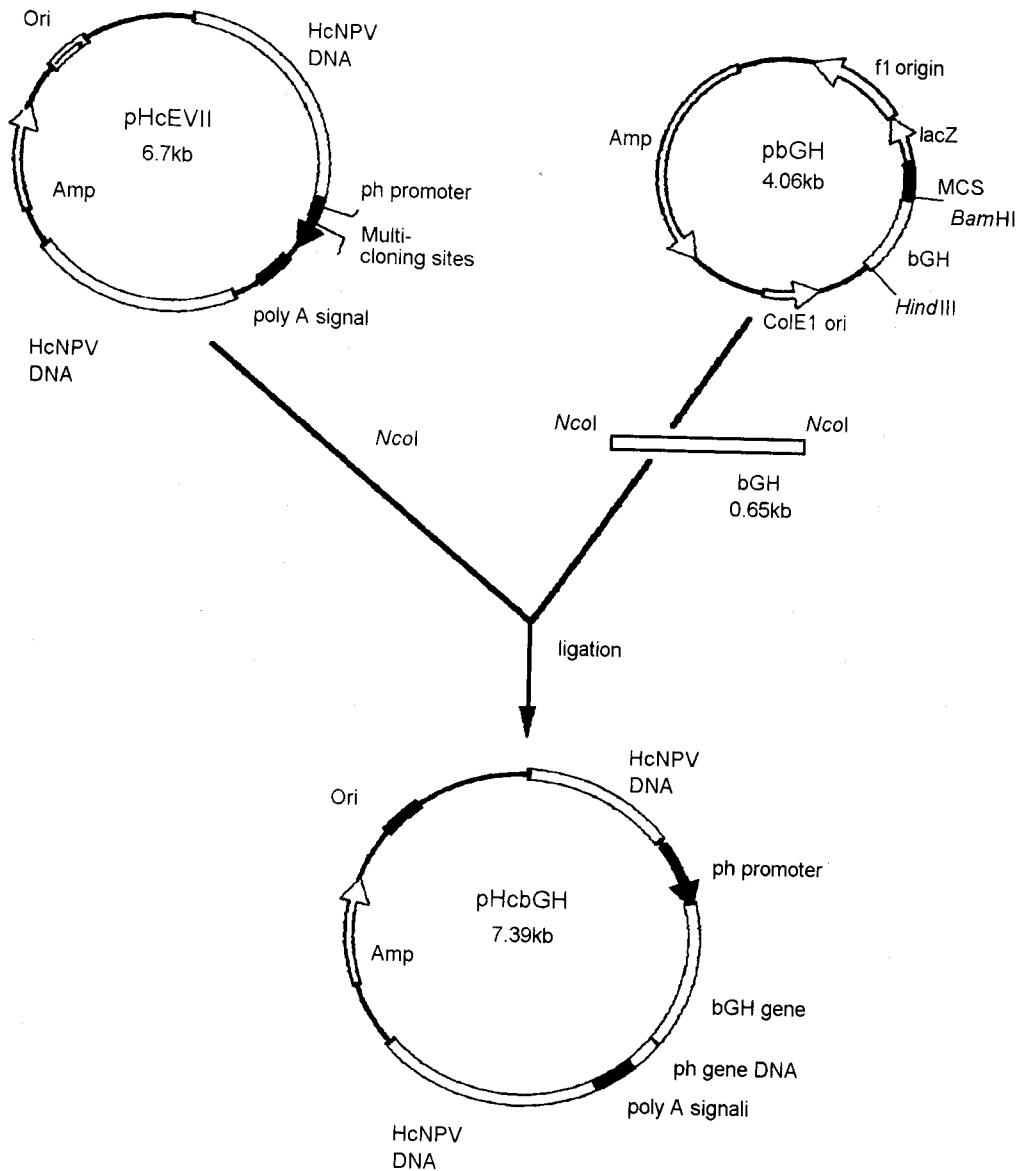 Ori
HcNPV
DNA
pHcEVII
6.7kb
Amp
ph promoter
Multi-
cloning sites
poly A signal
HcNPV
DNA
f1 origin
lacZ
Amp
pbGH
4.06kb
MCS
BamHI
bGH
HindIII
ColE1 ori
NcoI
NcoI
NcoI
bGH
0.65kb
ligation
HcNPV
DNA
Ori
ph promoter
pHcbGH
7.39kb
Amp
bGH gene
ph gene DNA
poly A signali
HcNPV
DNA